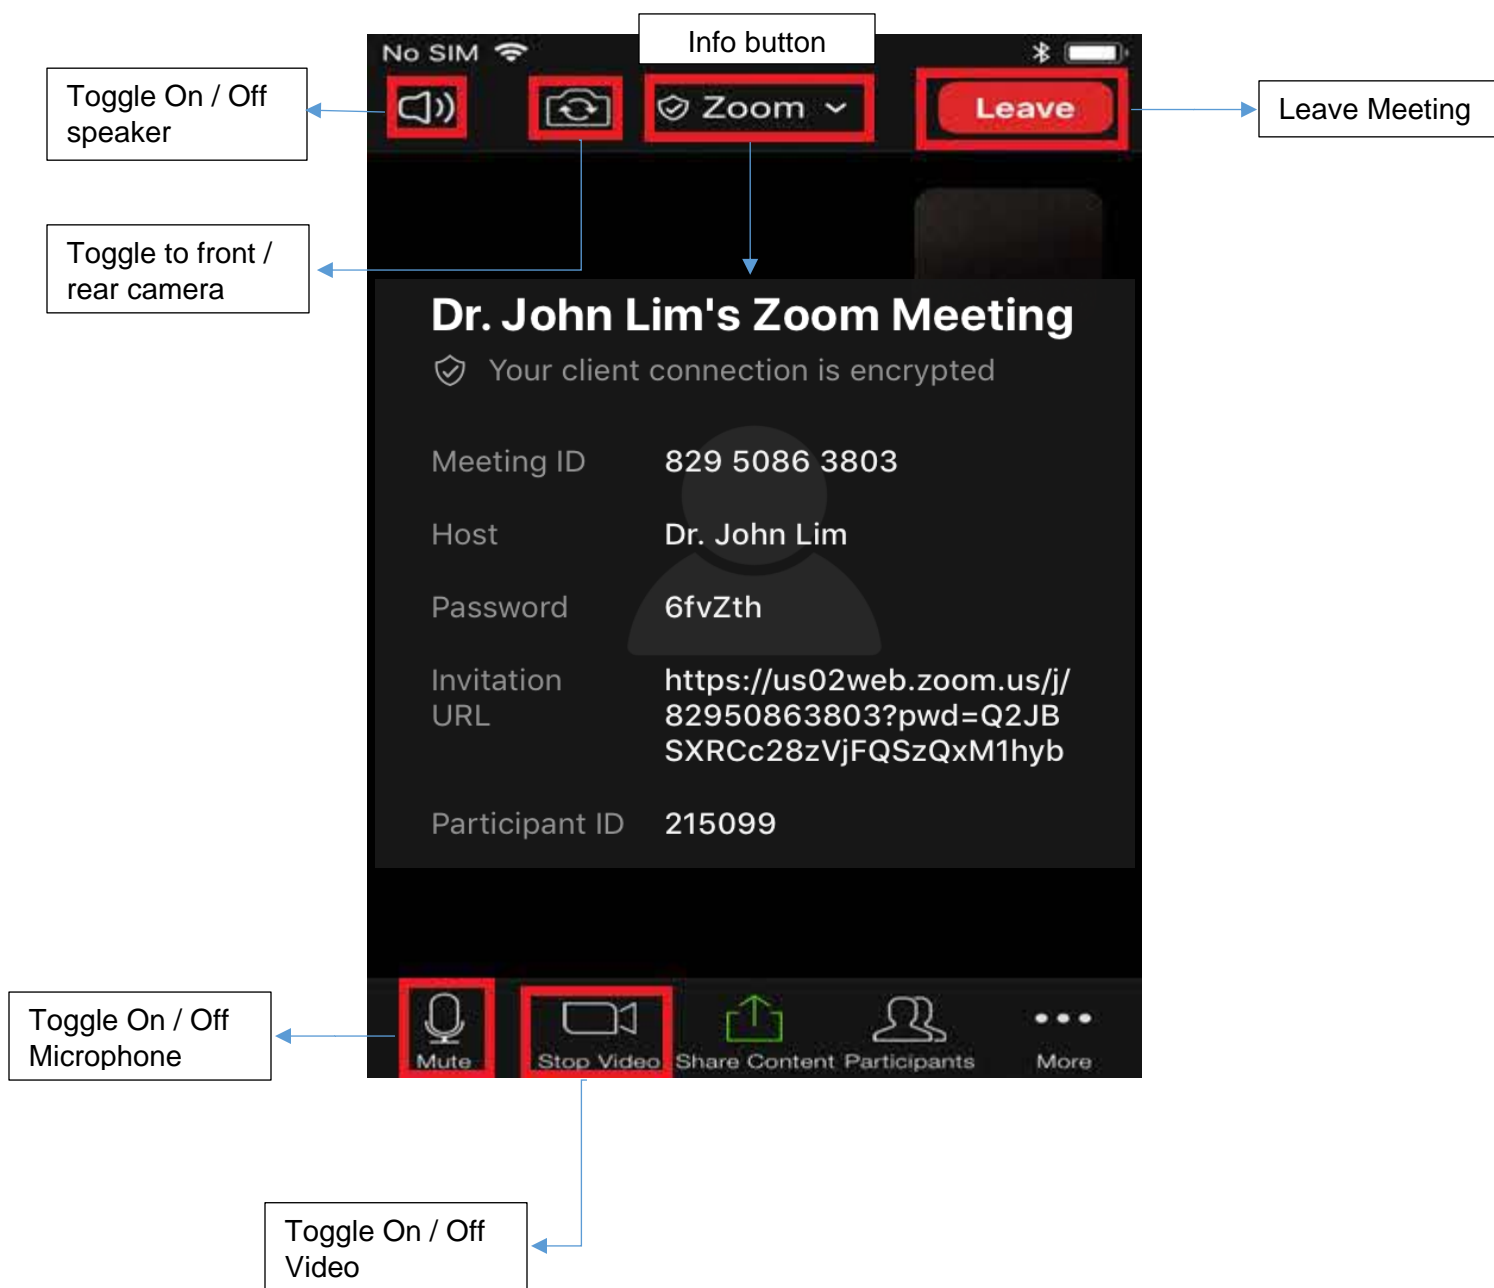 No SIM
Info button
Toggle On / Off
speaker
Zoom
Leave
Leave Meeting
Toggle to front /
rear camera
Dr. John Lim's Zoom Meeting
Your client connection is encrypted
Meeting ID 829 5086 3803
Host Dr. John Lim
Password 6fvZth
Invitation https://us02web.zoom.us/j/
URL 82950863803?pwd=Q2JB
SXRCc28zVjFQSzQxM1hyb
Participant ID 215099
Toggle On / Off
Microphone
Mute Stop Video Share Content Participants More
Toggle On / Off
Video